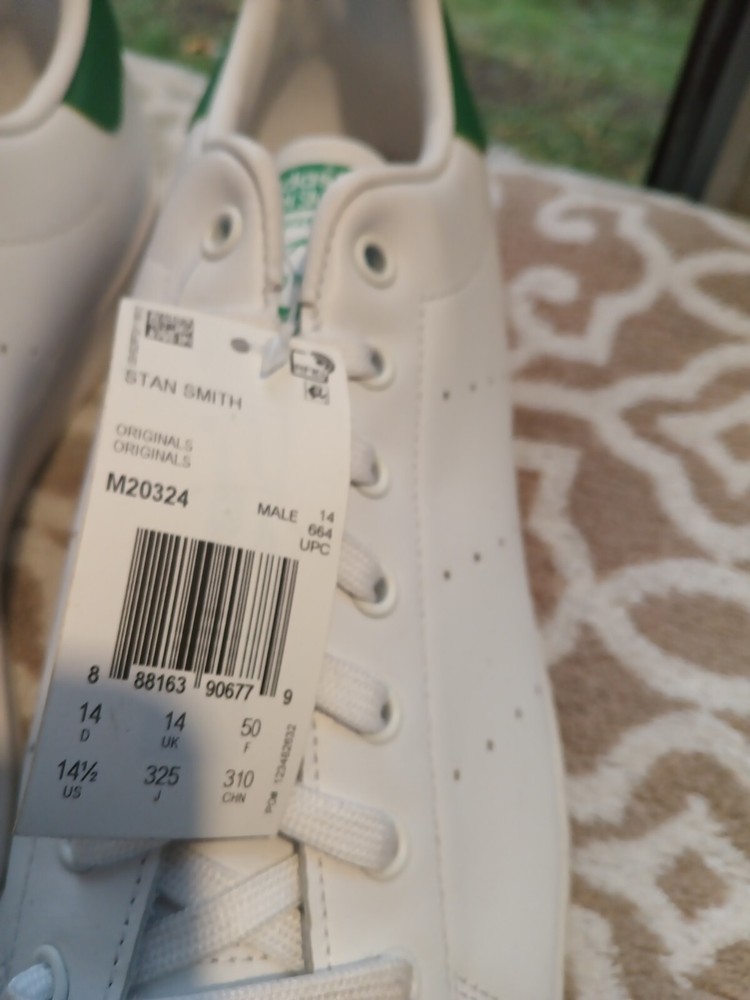 STAN SMITH
ORIGINALS
ORIGINALS
M20324
MALE 14
664
UPC
8 88163 90677 9
14 14 50
D UK F
14½ 325 310
US J CHN